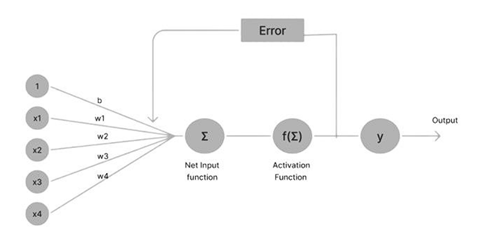 Error
1
b
x1
w1
x2
w2
x3
w3
x4
w4
Σ
Net Input
function
f(Σ)
Activation
Function
y
Output